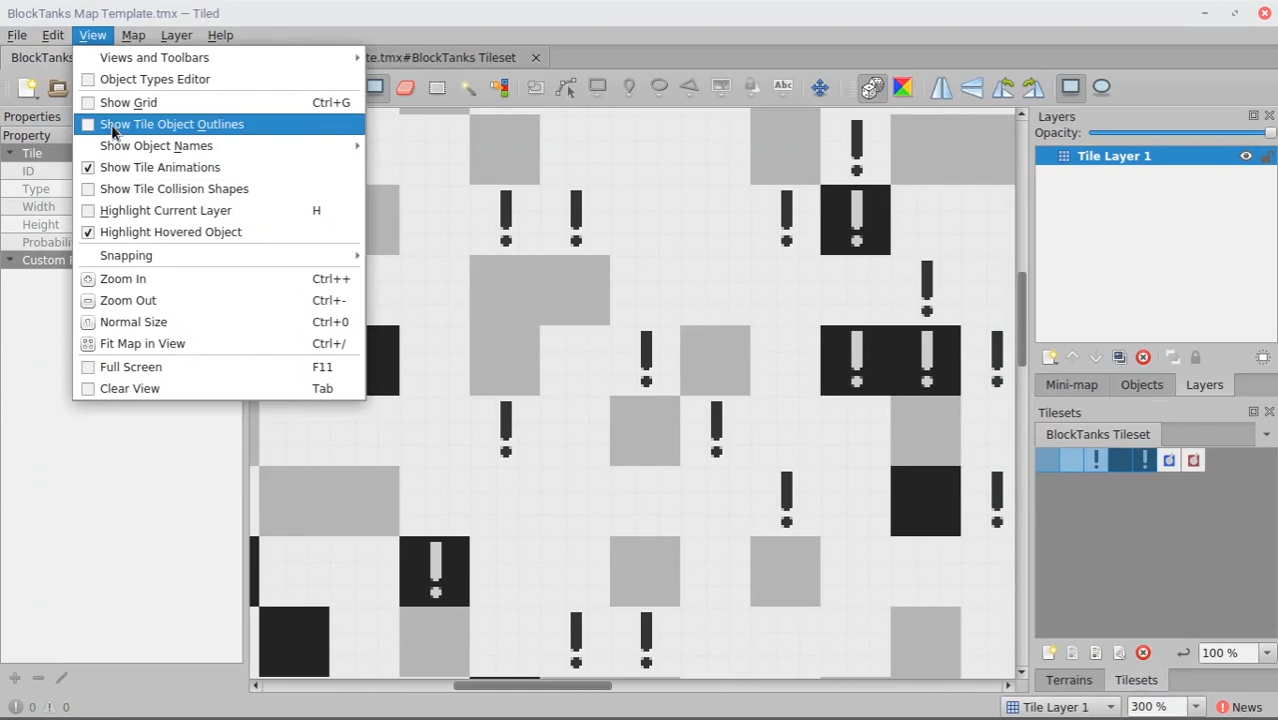 BlockTanks Map Template.tmx — Tiled
File Edit View Map Layer Help
BlockTanks te.tmx#BlockTanks Tileset
Views and Toolbars
Object Types Editor
Show Grid Ctrl+G
Show Tile Object Outlines
Show Object Names
Show Tile Animations
Show Tile Collision Shapes
Highlight Current Layer H
Highlight Hovered Object
Snapping
Zoom In Ctrl++
Zoom Out Ctrl+-
Normal Size Ctrl+0
Fit Map in View Ctrl+/
Full Screen F11
Clear View Tab
Abc
Properties
Property
Tile
ID
Type
Width
Height
Probabili
Custom
Layers
Opacity:
Tile Layer 1
Mini-map Objects Layers
Tilesets
BlockTanks Tileset
100 %
Terrains Tilesets
0 0
Tile Layer 1 300 % News